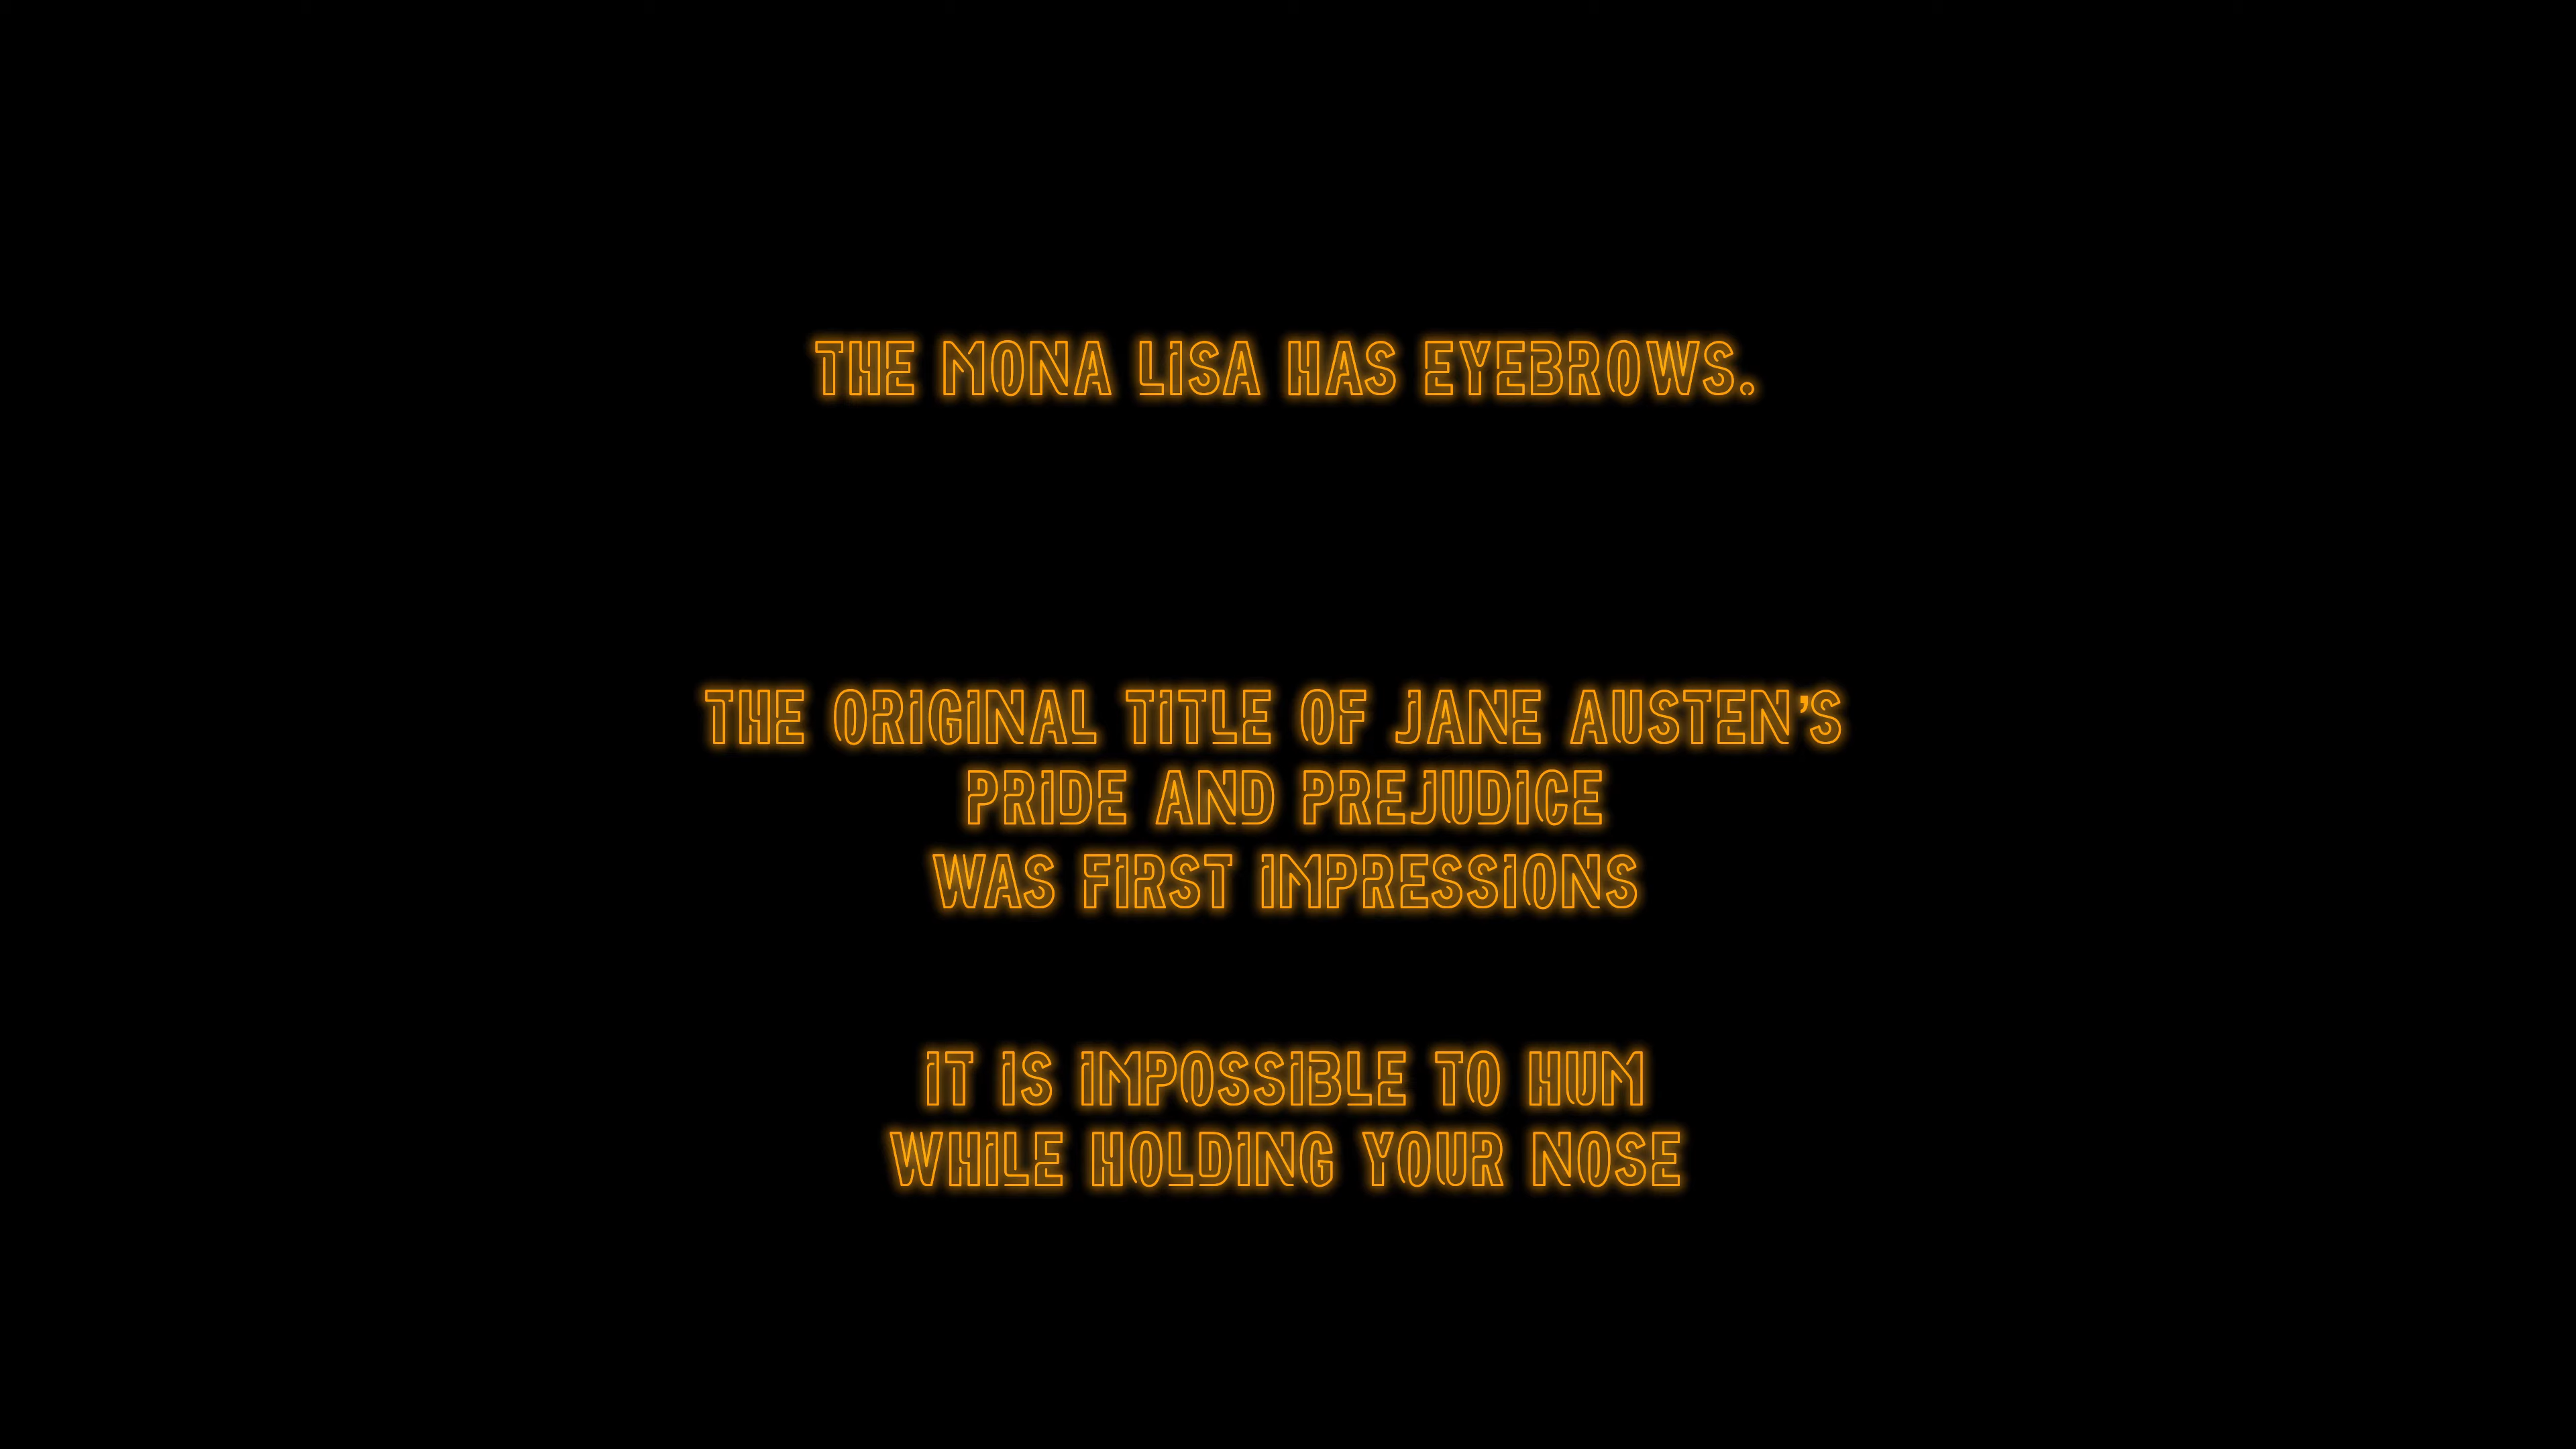 THE MONA LISA HAS EYEBROWS.
THE ORIGINAL TITLE OF JANE AUSTEN'S
PRIDE AND PREJUDICE
WAS FIRST IMPRESSIONS
IT IS IMPOSSIBLE TO HUM
WHILE HOLDING YOUR NOSE